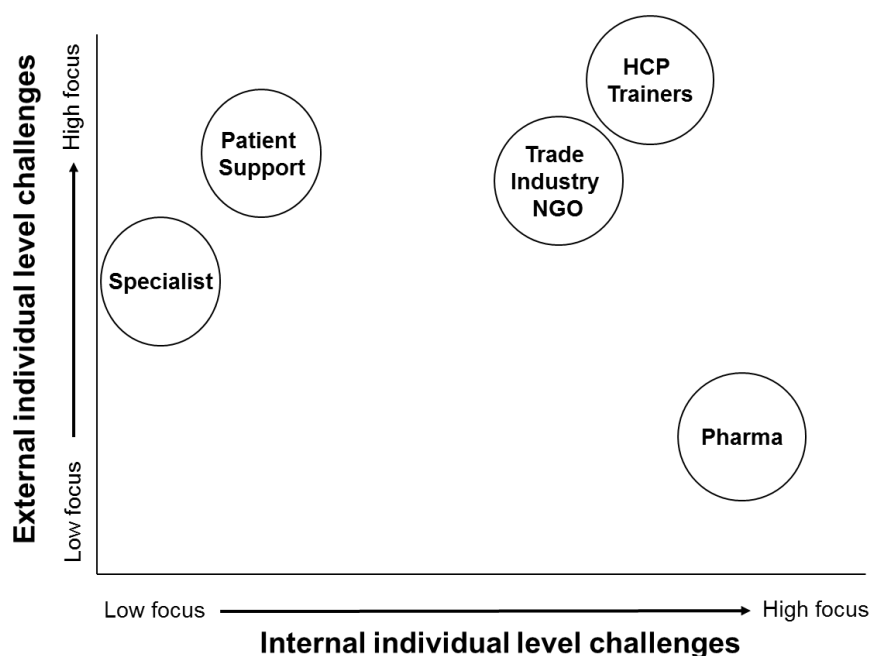 External individual level challenges
High focus
Low focus
HCP
Trainers
Patient
Support
Trade
Industry
NGO
Specialist
Pharma
Low focus
High focus
Internal individual level challenges